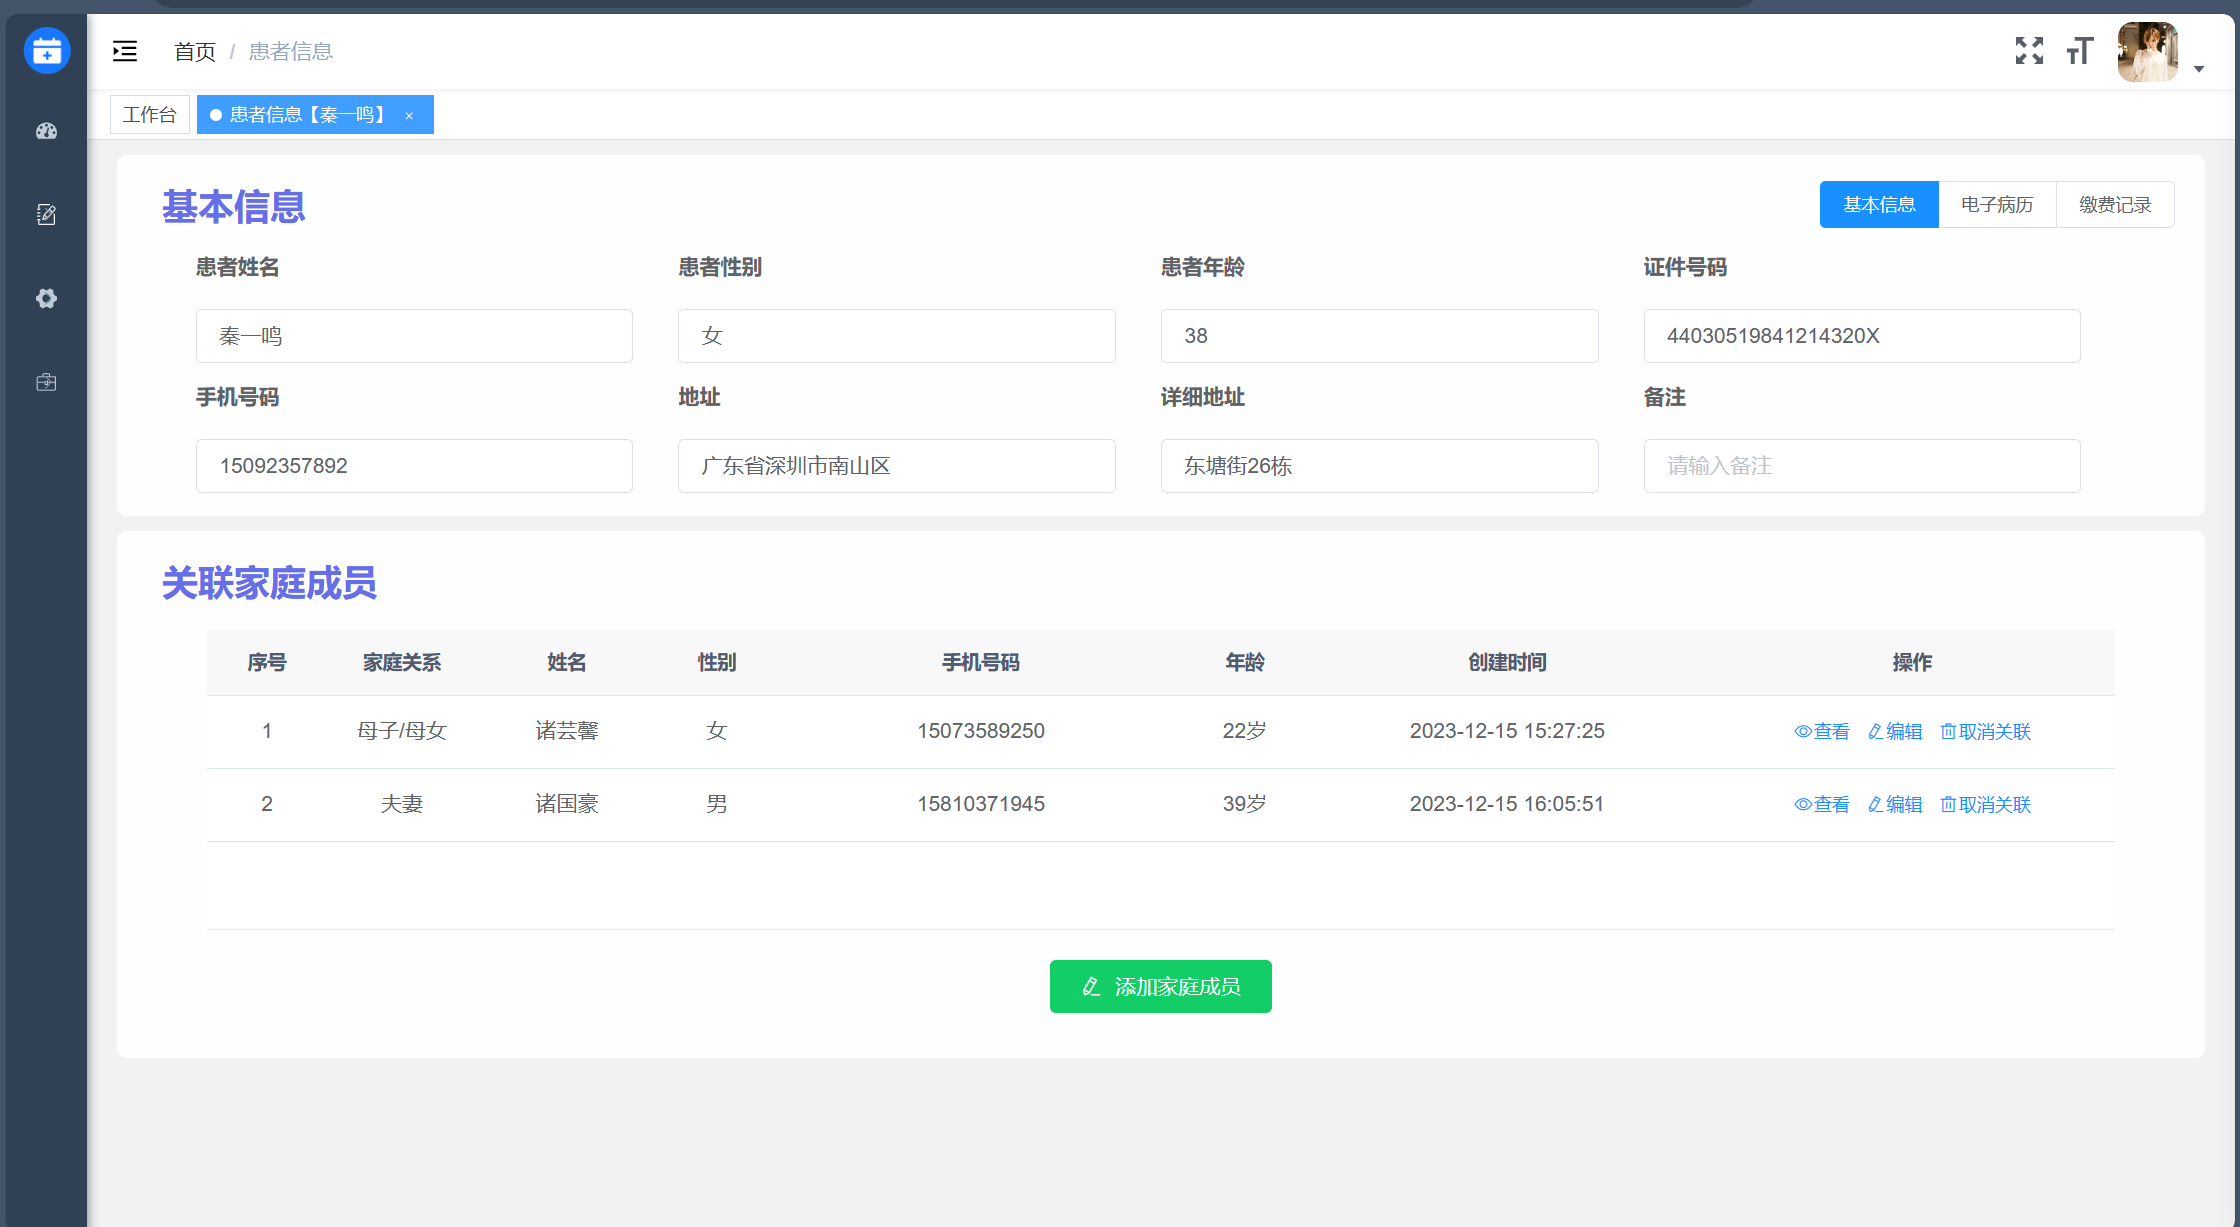 首页 / 患者信息
工作台 患者信息【秦一鸣】 ×
基本信息
基本信息 电子病历 缴费记录
患者姓名 患者性别 患者年龄 证件号码
秦一鸣 女 38 44030519841214320X
手机号码 地址 详细地址 备注
15092357892 广东省深圳市南山区 东塘街26栋 请输入备注
关联家庭成员
序号 家庭关系 姓名 性别 手机号码 年龄 创建时间 操作
1 母子/母女 诸芸馨 女 15073589250 22岁 2023-12-15 15:27:25 查看 编辑 取消关联
2 夫妻 诸国豪 男 15810371945 39岁 2023-12-15 16:05:51 查看 编辑 取消关联
添加家庭成员